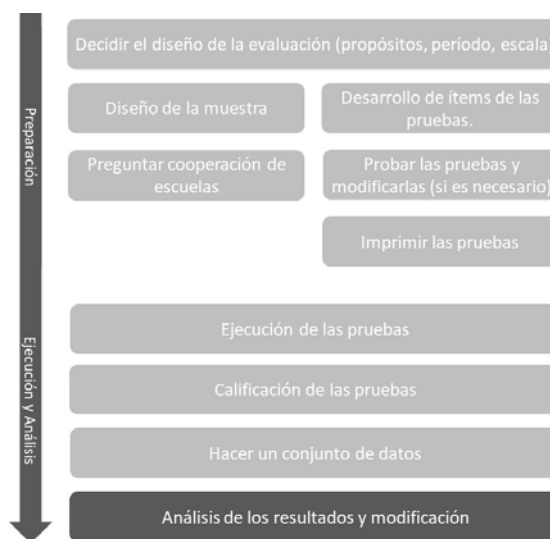 Decidir el diseño de la evaluación (propósitos, período, escala
Preparación
Diseño de la muestra
Desarrollo de ítems de las
pruebas.
Preguntar cooperación de
escuelas
Probar las pruebas y
modificarlas (si es necesario)
Imprimir las pruebas
Ejecución y Análisis
Ejecución de las pruebas
Calificación de las pruebas
Hacer un conjunto de datos
Análisis de los resultados y modificación